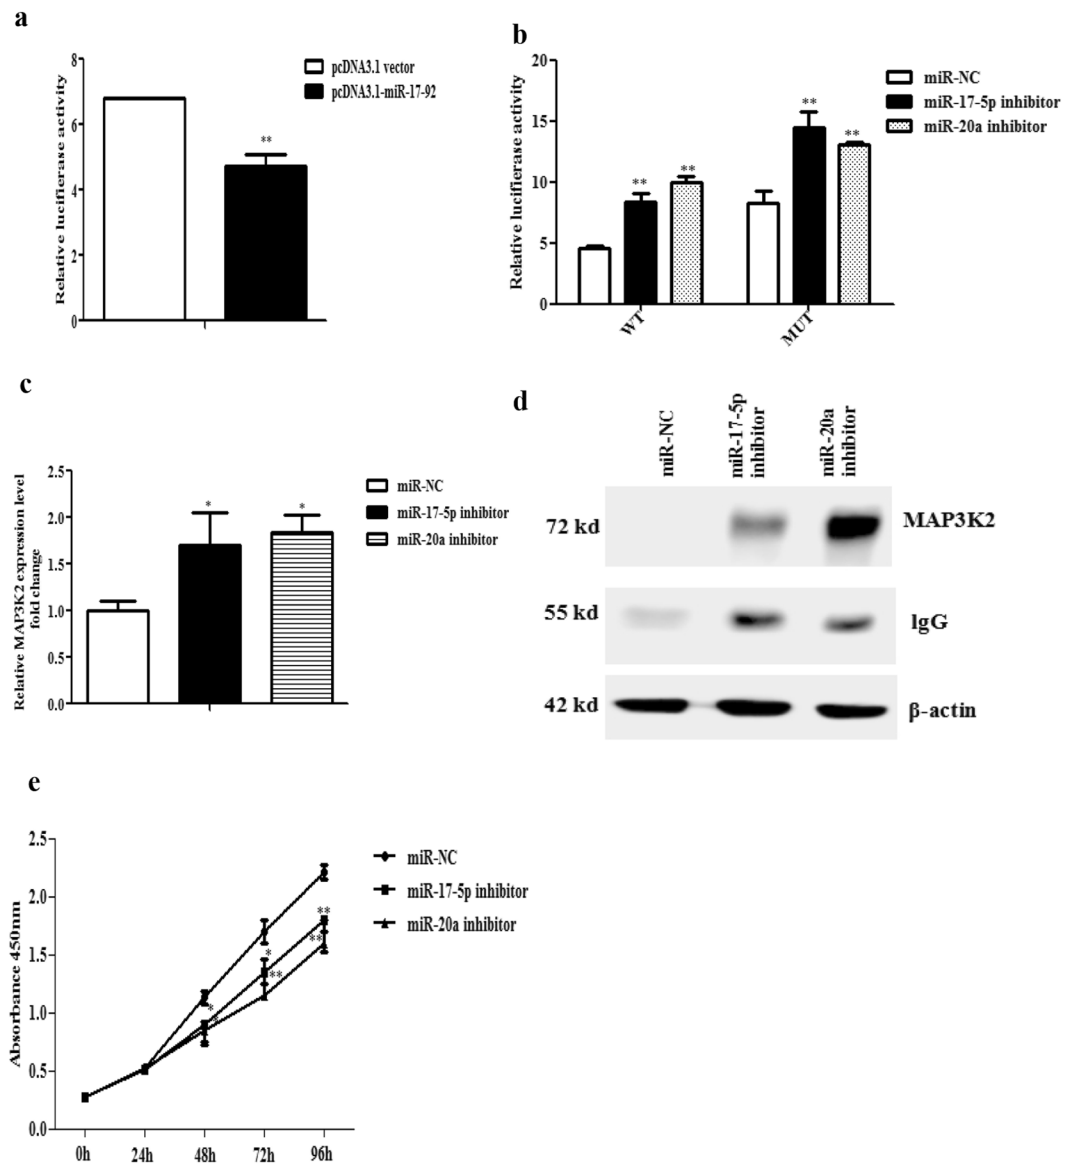 a
Relative lucifierase activity
8
6
4
2
0
**
pcDNA3.1 vector
pcDNA3.1-miR-17-92
b
Relative lucifierase activity
20
15
10
5
0
** ** ** **
WT MUT
miR-NC
miR-17-5p inhibitor
miR-20a inhibitor
c
Relative MAP3K2 expression level
fold change
2.5
2.0
1.5
1.0
0.5
0.0
* *
miR-NC
miR-17-5p inhibitor
miR-20a inhibitor
d
miR-NC
miR-17-5p
inhibitor
miR-20a
inhibitor
72 kd MAP3K2
55 kd IgG
42 kd β-actin
e
Absorbance 450nm
2.5
2.0
1.5
1.0
0.5
0.0
0h 24h 48h 72h 96h
*
*
*
**
**
**
miR-NC
miR-17-5p inhibitor
miR-20a inhibitor